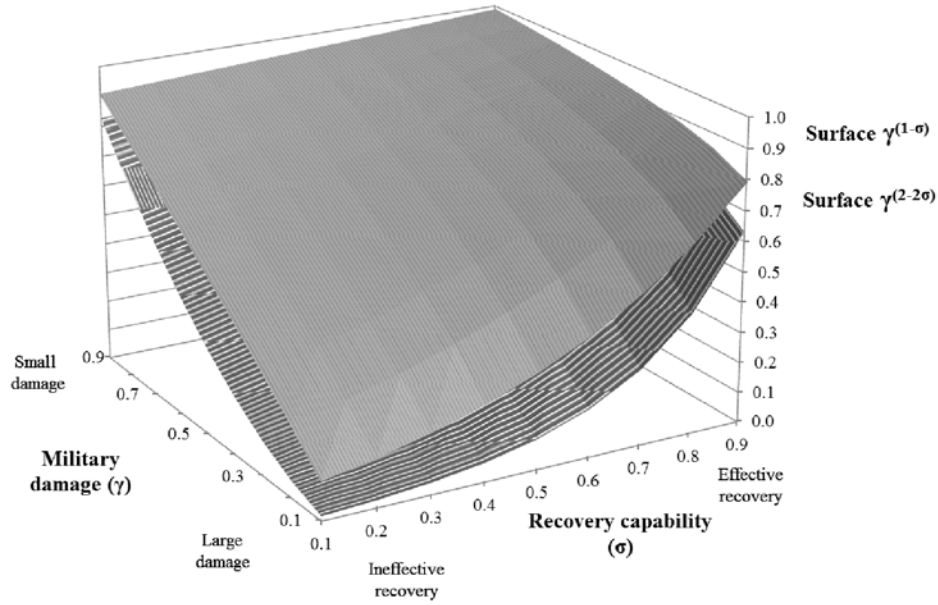 1.0
Surface γ(1-σ)
0.9
0.8
Surface γ(2-2σ)
0.7
0.6
0.5
0.4
0.3
0.2
0.1
0.0
Small
damage
0.9
0.7
0.5
0.3
0.1
Military
damage (γ)
Large
damage
0.1
0.2
0.3
0.4
0.5
0.6
0.7
0.8
0.9
Effective
recovery
Recovery capability
(σ)
Ineffective
recovery